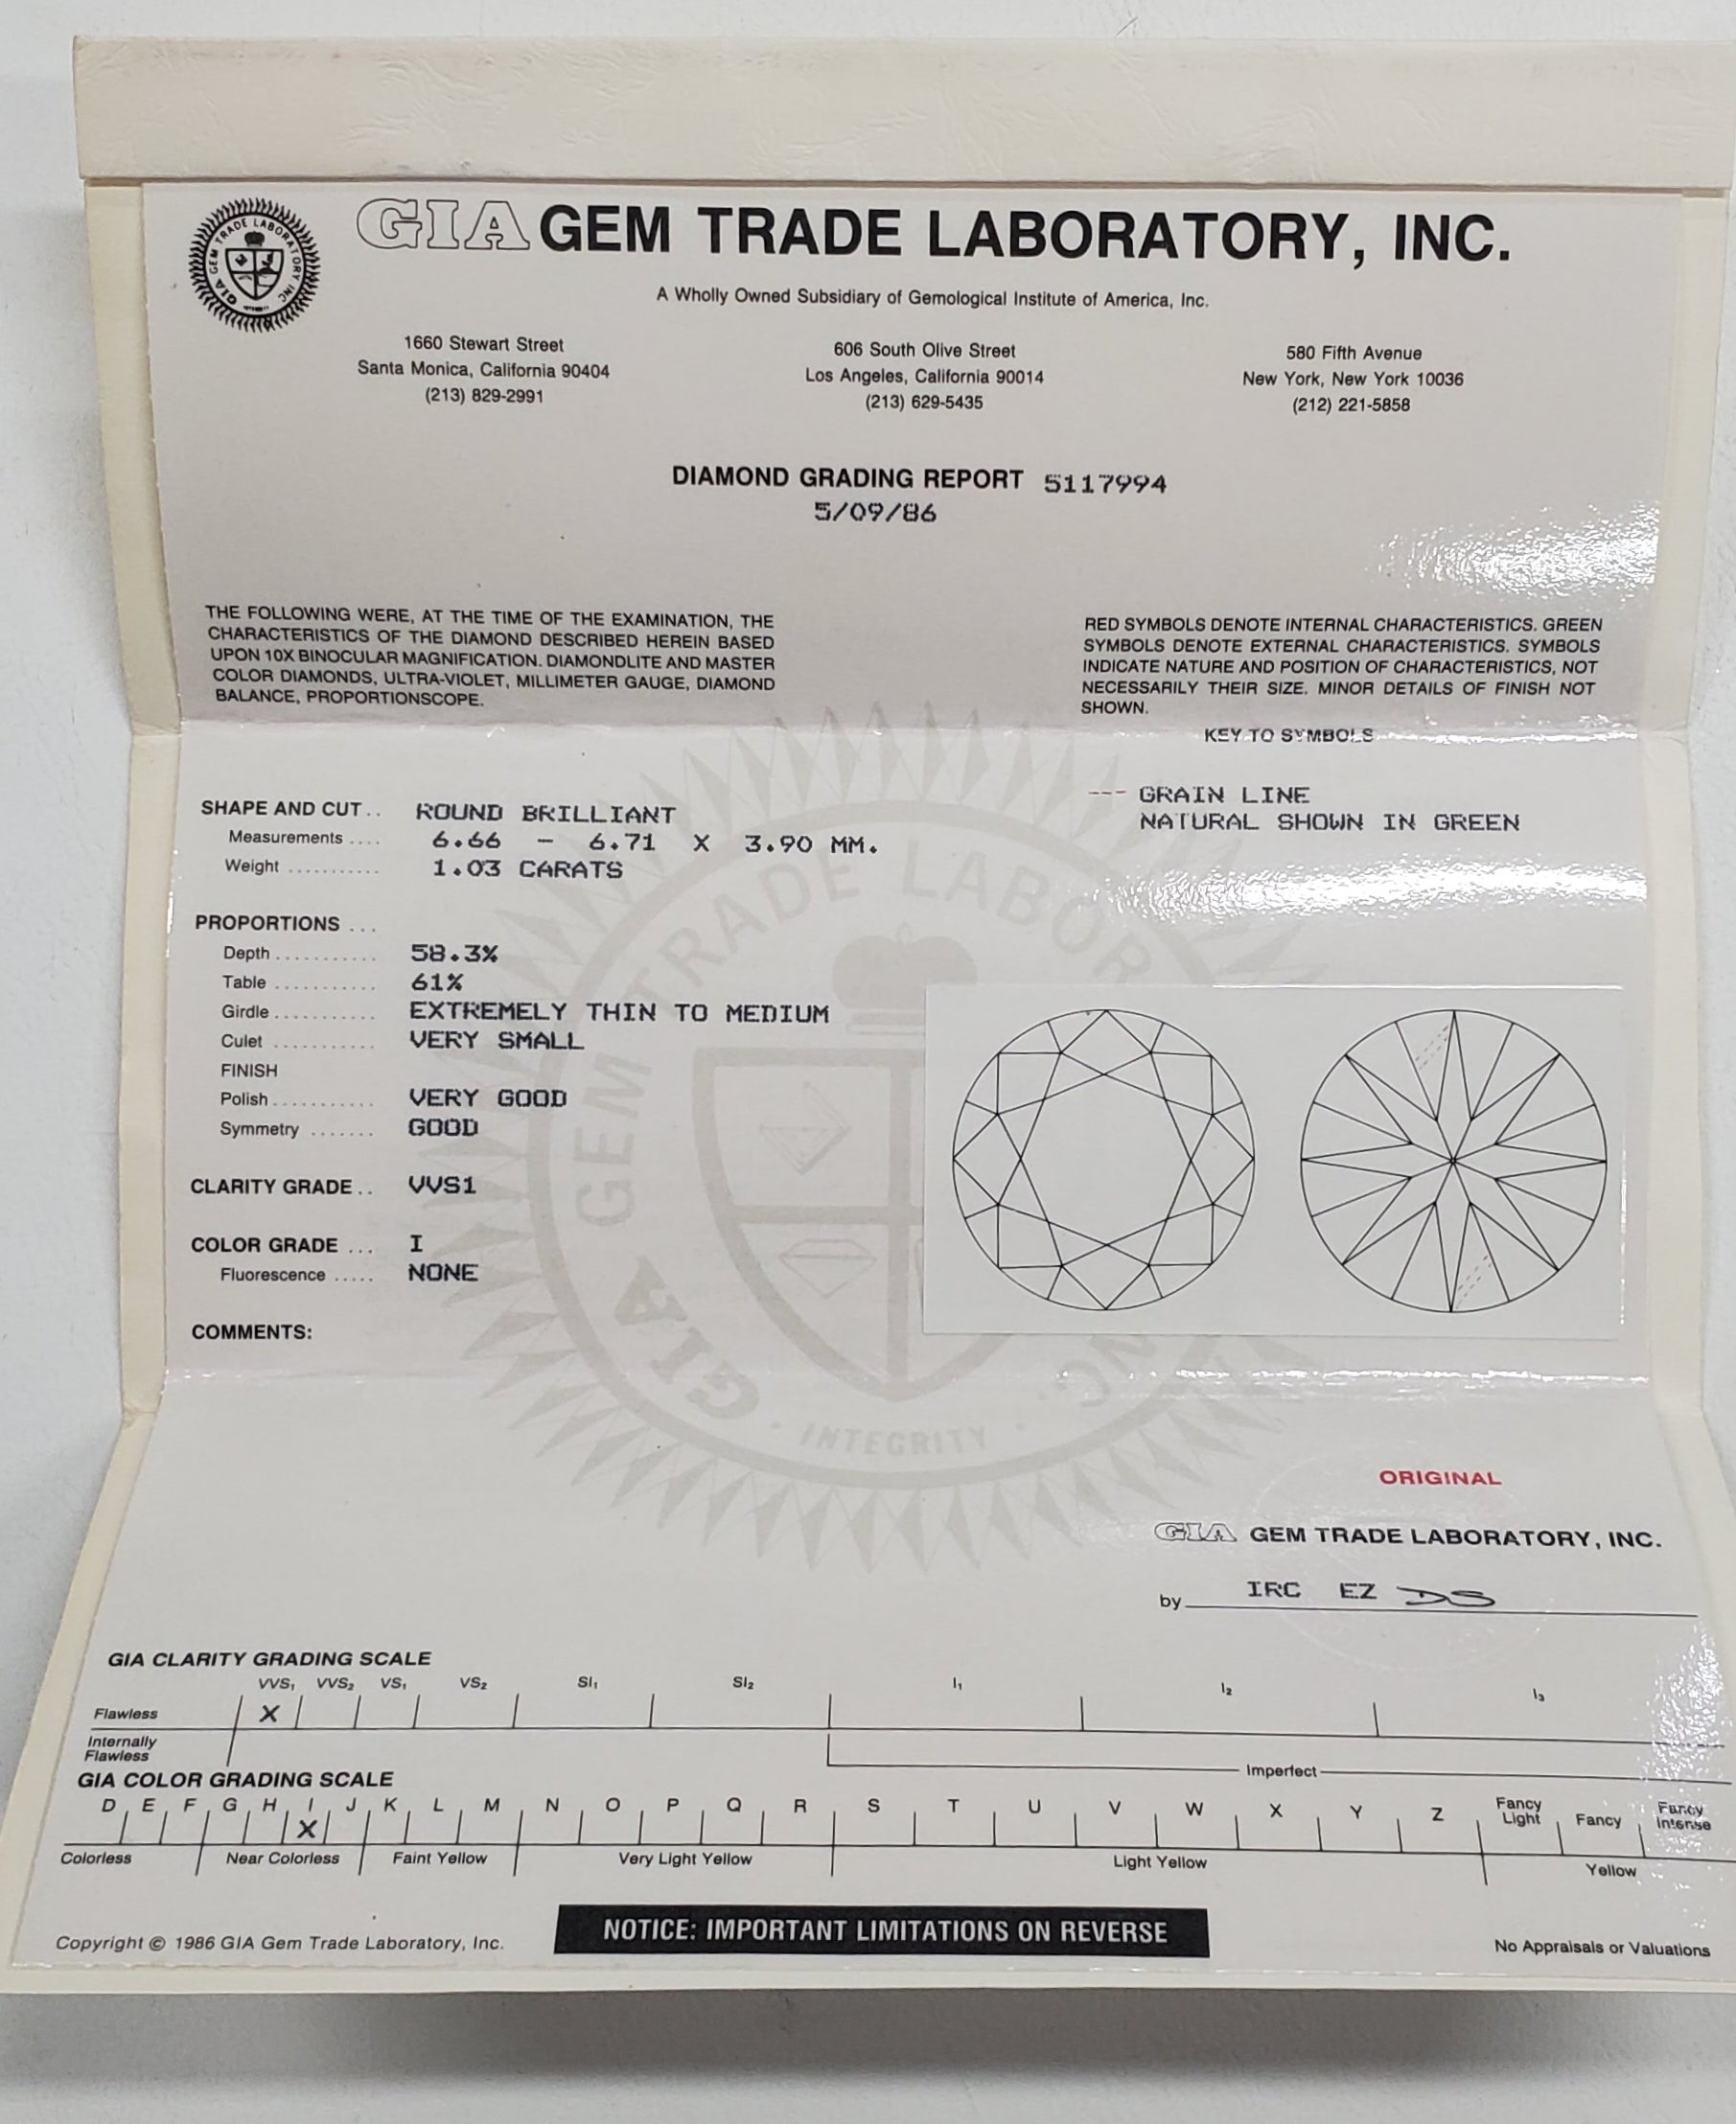 GIA GEM TRADE LABORATORY, INC.
A Wholly Owned Subsidiary of Gemological Institute of America, Inc.
GIA GEM TRADE LABORATORY INC
1660 Stewart Street
Santa Monica, California 90404
(213) 829-2991
606 South Olive Street
Los Angeles, California 90014
(213) 629-5435
580 Fifth Avenue
New York, New York 10036
(212) 221-5858
DIAMOND GRADING REPORT 5117994
5/09/86
THE FOLLOWING WERE, AT THE TIME OF THE EXAMINATION, THE
CHARACTERISTICS OF THE DIAMOND DESCRIBED HEREIN BASED
UPON 10X BINOCULAR MAGNIFICATION. DIAMONDLITE AND MASTER
COLOR DIAMONDS, ULTRA-VIOLET, MILLIMETER GAUGE, DIAMOND
BALANCE, PROPORTIONSCOPE.
RED SYMBOLS DENOTE INTERNAL CHARACTERISTICS. GREEN
SYMBOLS DENOTE EXTERNAL CHARACTERISTICS. SYMBOLS
INDICATE NATURE AND POSITION OF CHARACTERISTICS, NOT
NECESSARILY THEIR SIZE. MINOR DETAILS OF FINISH NOT
SHOWN.
KEY TO SYMBOLS
--- GRAIN LINE
NATURAL SHOWN IN GREEN
SHAPE AND CUT .. ROUND BRILLIANT
Measurements .... 6.66 - 6.71 X 3.90 MM.
Weight ........... 1.03 CARATS
PROPORTIONS ...
Depth ........... 58.3%
Table ........... 61%
Girdle ........... EXTREMELY THIN TO MEDIUM
Culet ........... VERY SMALL
FINISH
Polish ........... VERY GOOD
Symmetry ....... GOOD
CLARITY GRADE .. VVS1
COLOR GRADE ... I
Fluorescence ..... NONE
COMMENTS:
GIA GEM TRADE LABOR
INC.
· INTEGRITY ·
ORIGINAL
GIA GEM TRADE LABORATORY, INC.
by IRC EZ DS
GIA CLARITY GRADING SCALE
VVS₁ VVS₂ VS₁ VS₂ SI₁ SI₂ I₁ I₂ I₃
Flawless X
Internally
Flawless
Imperfect
GIA COLOR GRADING SCALE
D E F G H I J K L M N O P Q R S T U V W X Y Z Fancy Light Fancy Fancy Intense
X
Colorless Near Colorless Faint Yellow Very Light Yellow Light Yellow Yellow
Copyright © 1986 GIA Gem Trade Laboratory, Inc.
NOTICE: IMPORTANT LIMITATIONS ON REVERSE
No Appraisals or Valuations